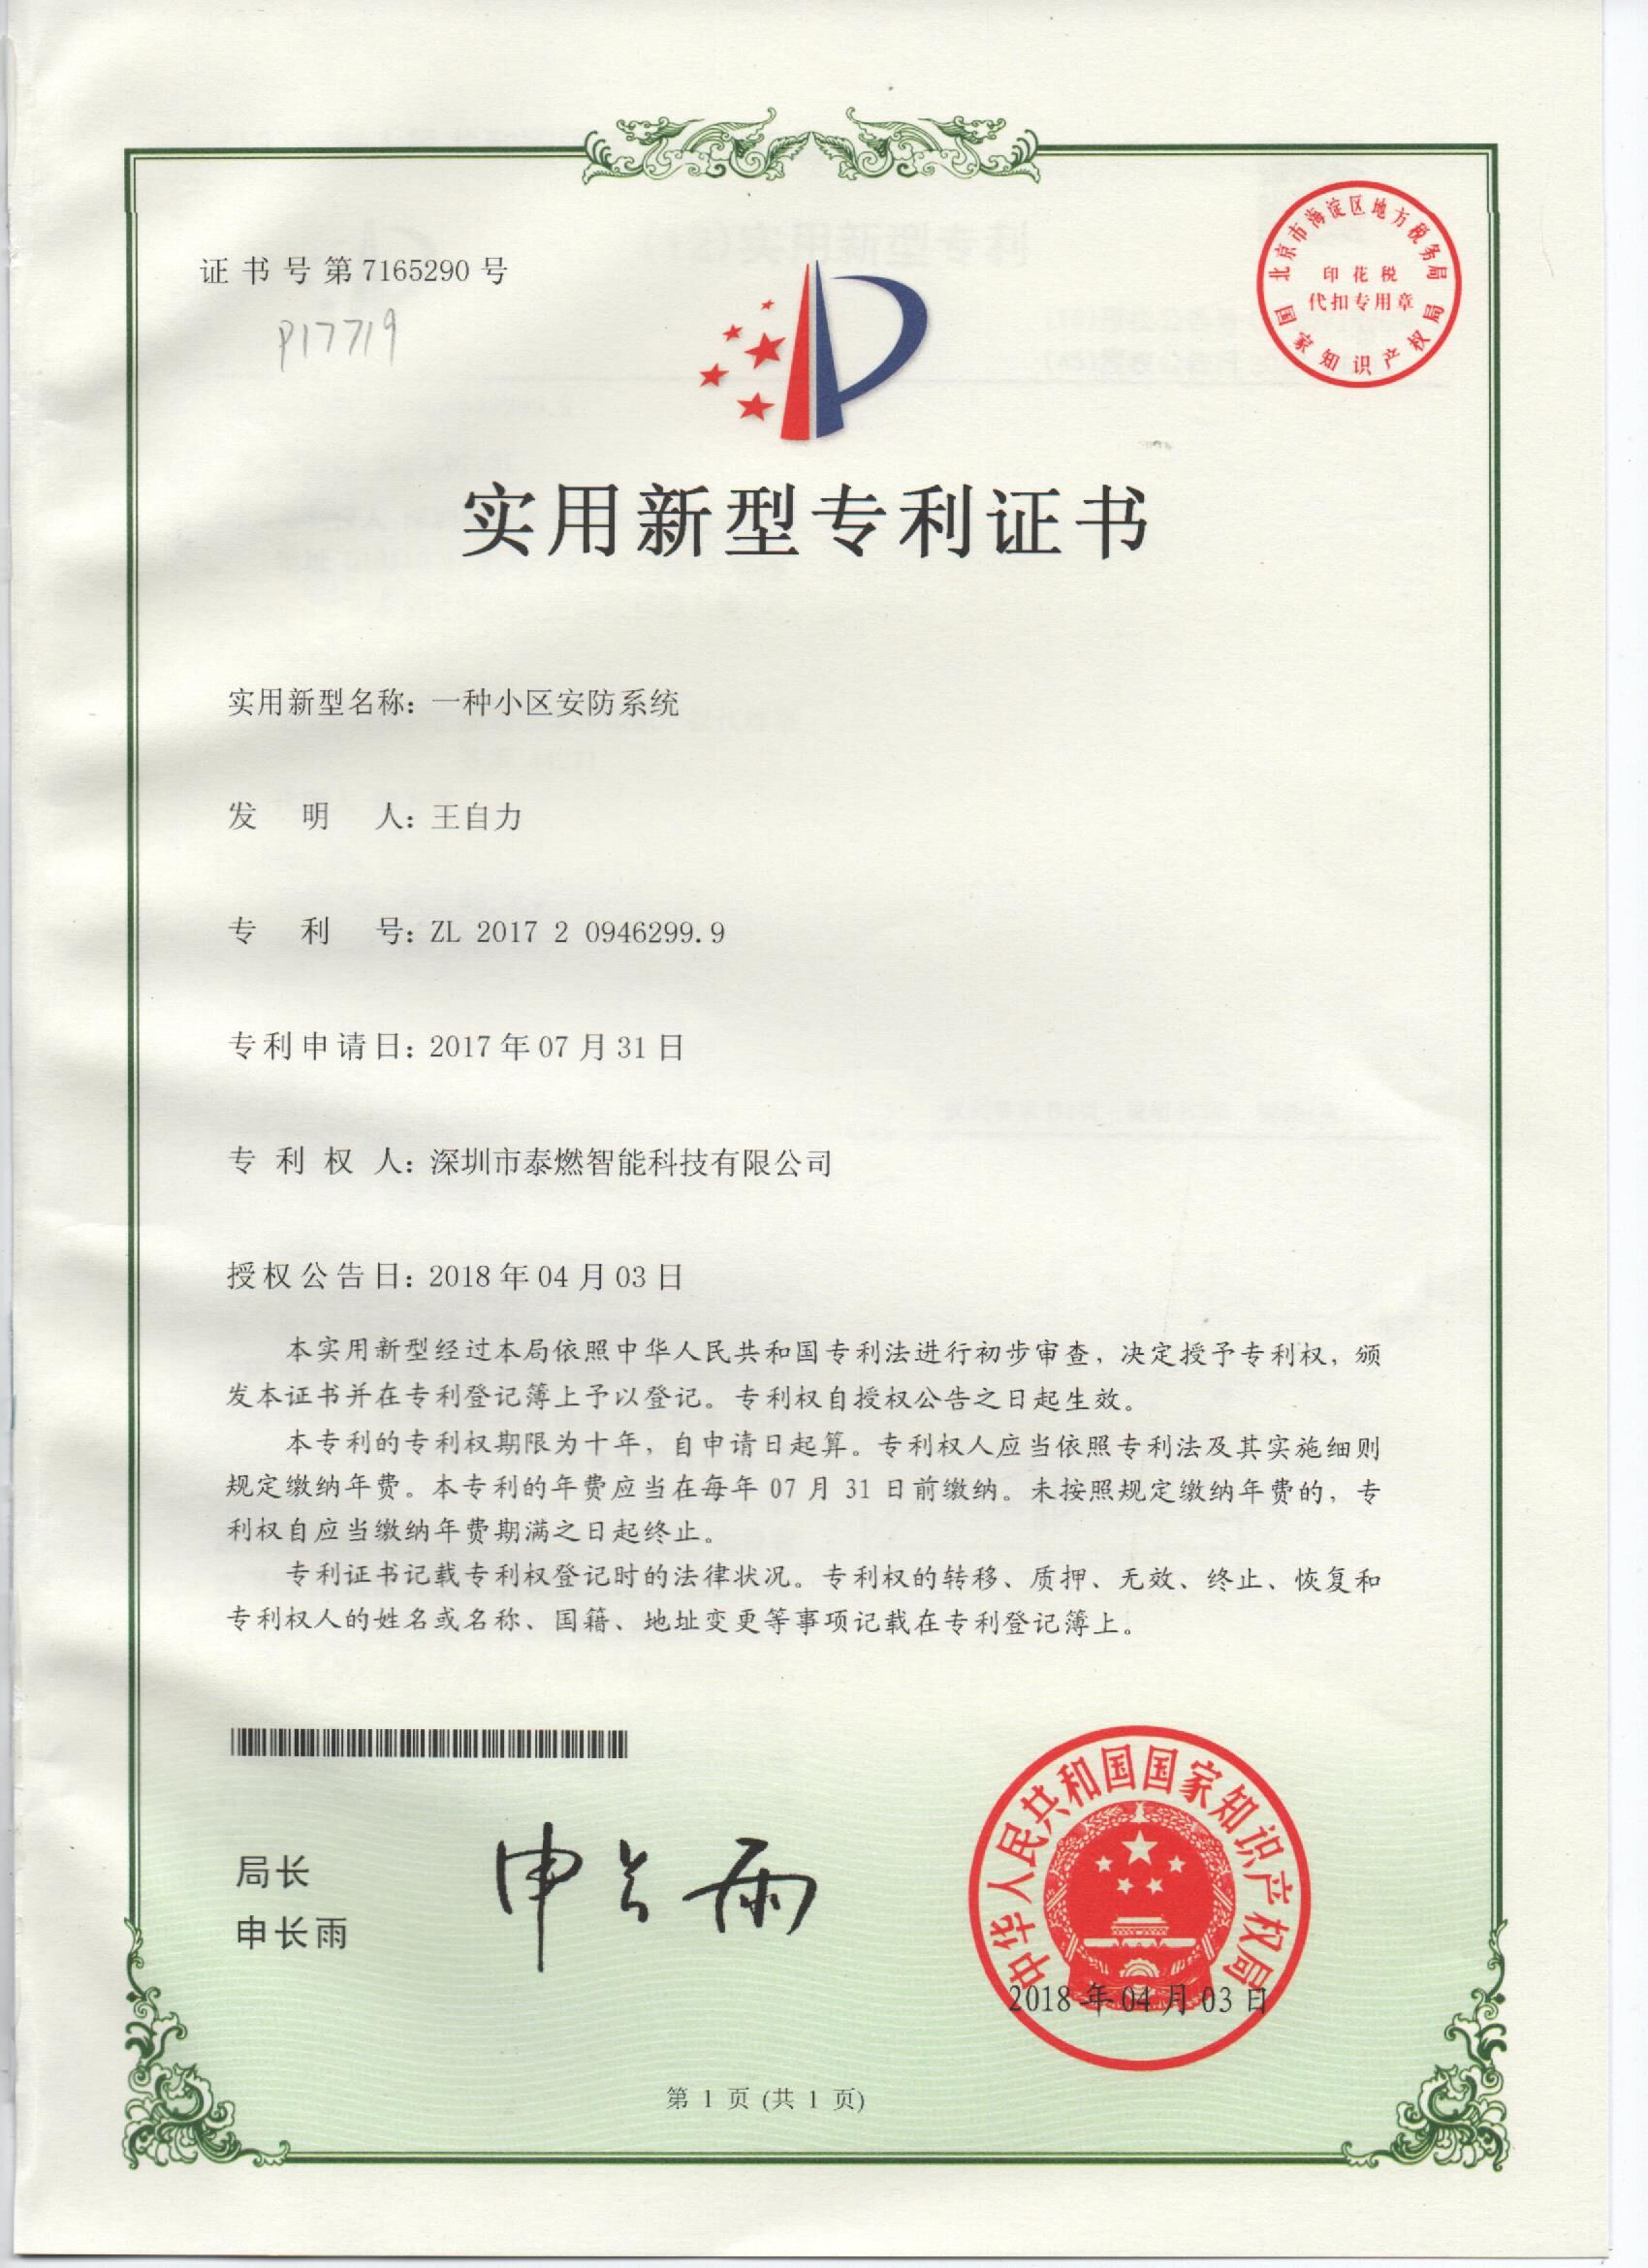 证书号第7165290号
P17719
北京市海淀区地方税务局
印花税
代扣专用章
国家知识产权局
实用新型专利证书
实用新型名称：一种小区安防系统
发明人：王自力
专利号：ZL 2017 2 0946299.9
专利申请日：2017年07月31日
专利权人：深圳市泰燃智能科技有限公司
授权公告日：2018年04月03日
本实用新型经过本局依照中华人民共和国专利法进行初步审查，决定授予专利权，颁
发本证书并在专利登记簿上予以登记。专利权自授权公告之日起生效。
本专利的专利权期限为十年，自申请日起算。专利权人应当依照专利法及其实施细则
规定缴纳年费。本专利的年费应当在每年07月31日前缴纳。未按照规定缴纳年费的，专
利权自应当缴纳年费期满之日起终止。
专利证书记载专利权登记时的法律状况。专利权的转移、质押、无效、终止、恢复和
专利权人的姓名或名称、国籍、地址变更等事项记载在专利登记簿上。
局长
申长雨
申长雨
中华人民共和国国家知识产权局
2018年04月03日
第 1 页 (共 1 页)